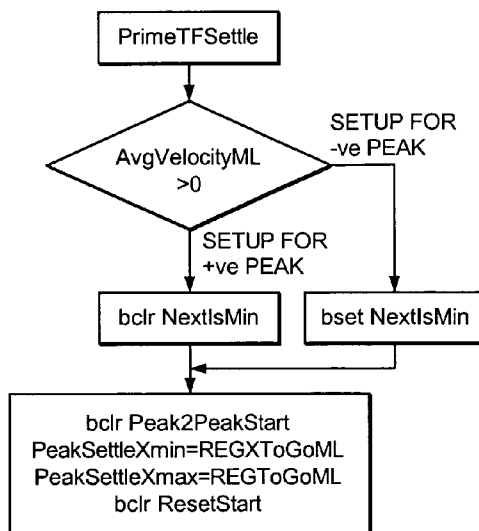 PrimeTFSettle
SETUP FOR
-ve PEAK
AvgVelocityML
>0
SETUP FOR
+ve PEAK
bclr NextIsMin
bset NextIsMin
bclr Peak2PeakStart
PeakSettleXmin=REGXToGoML
PeakSettleXmax=REGToGoML
bclr ResetStart